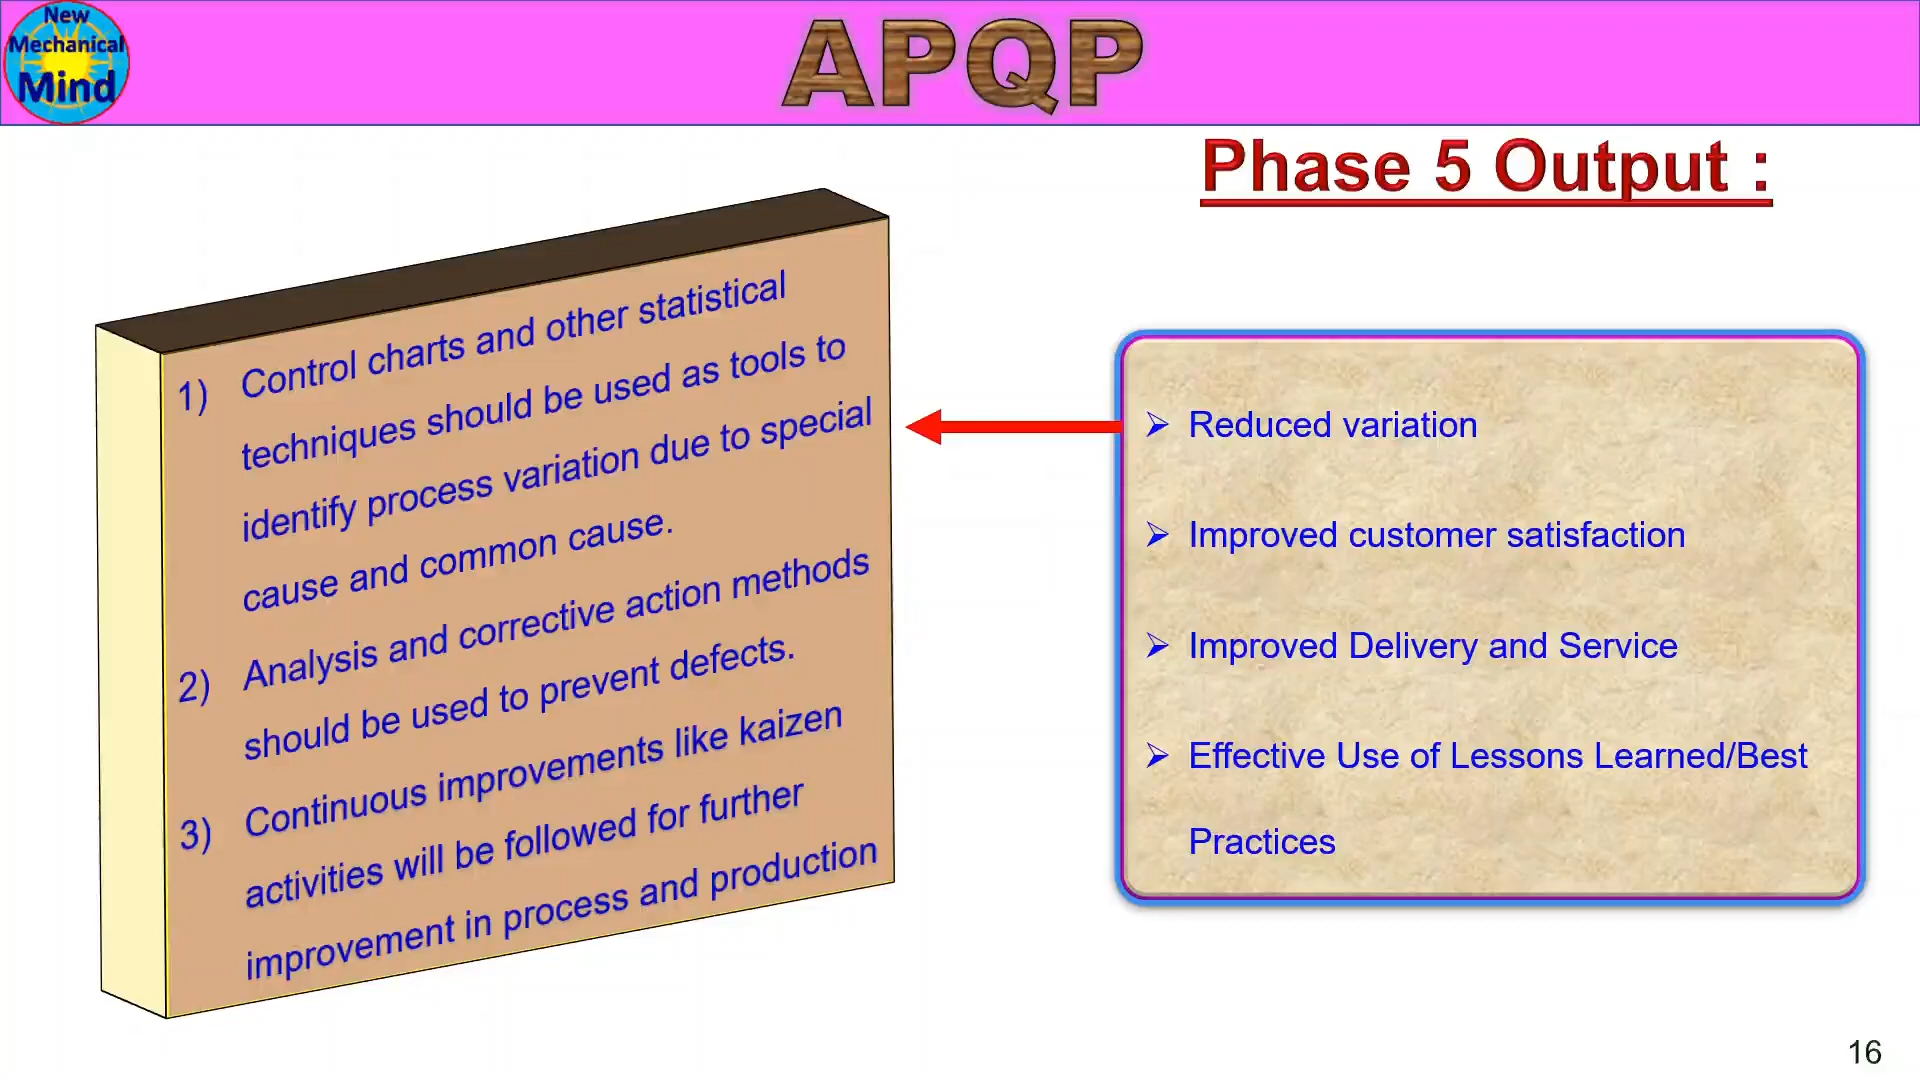 New
Mechanical
Mind
APQP
Phase 5 Output :
1) Control charts and other statistical
techniques should be used as tools to
identify process variation due to special
cause and common cause.
2) Analysis and corrective action methods
should be used to prevent defects.
3) Continuous improvements like kaizen
activities will be followed for further
improvement in process and production
➢ Reduced variation
➢ Improved customer satisfaction
➢ Improved Delivery and Service
➢ Effective Use of Lessons Learned/Best
Practices
16